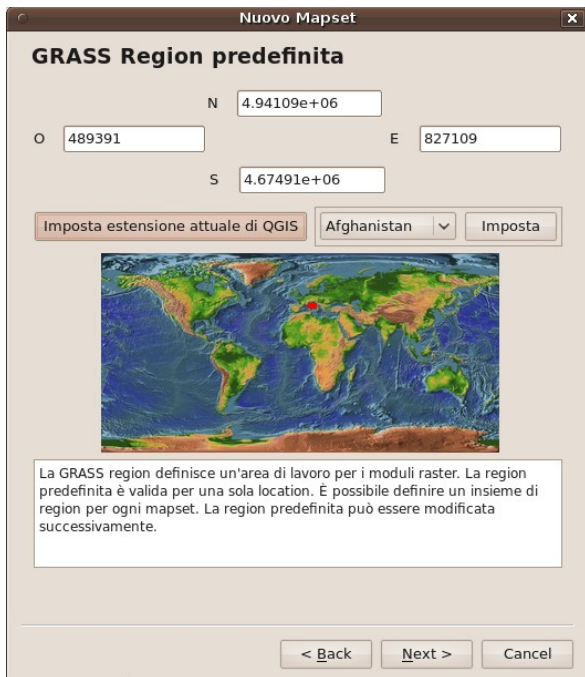 Nuovo Mapset
GRASS Region predefinita
N 4.94109e+06
O 489391 E 827109
S 4.67491e+06
Imposta estensione attuale di QGIS Afghanistan Imposta
La GRASS region definisce un'area di lavoro per i moduli raster. La region
predefinita è valida per una sola location. È possibile definire un insieme di
region per ogni mapset. La region predefinita può essere modificata
successivamente.
< Back Next > Cancel